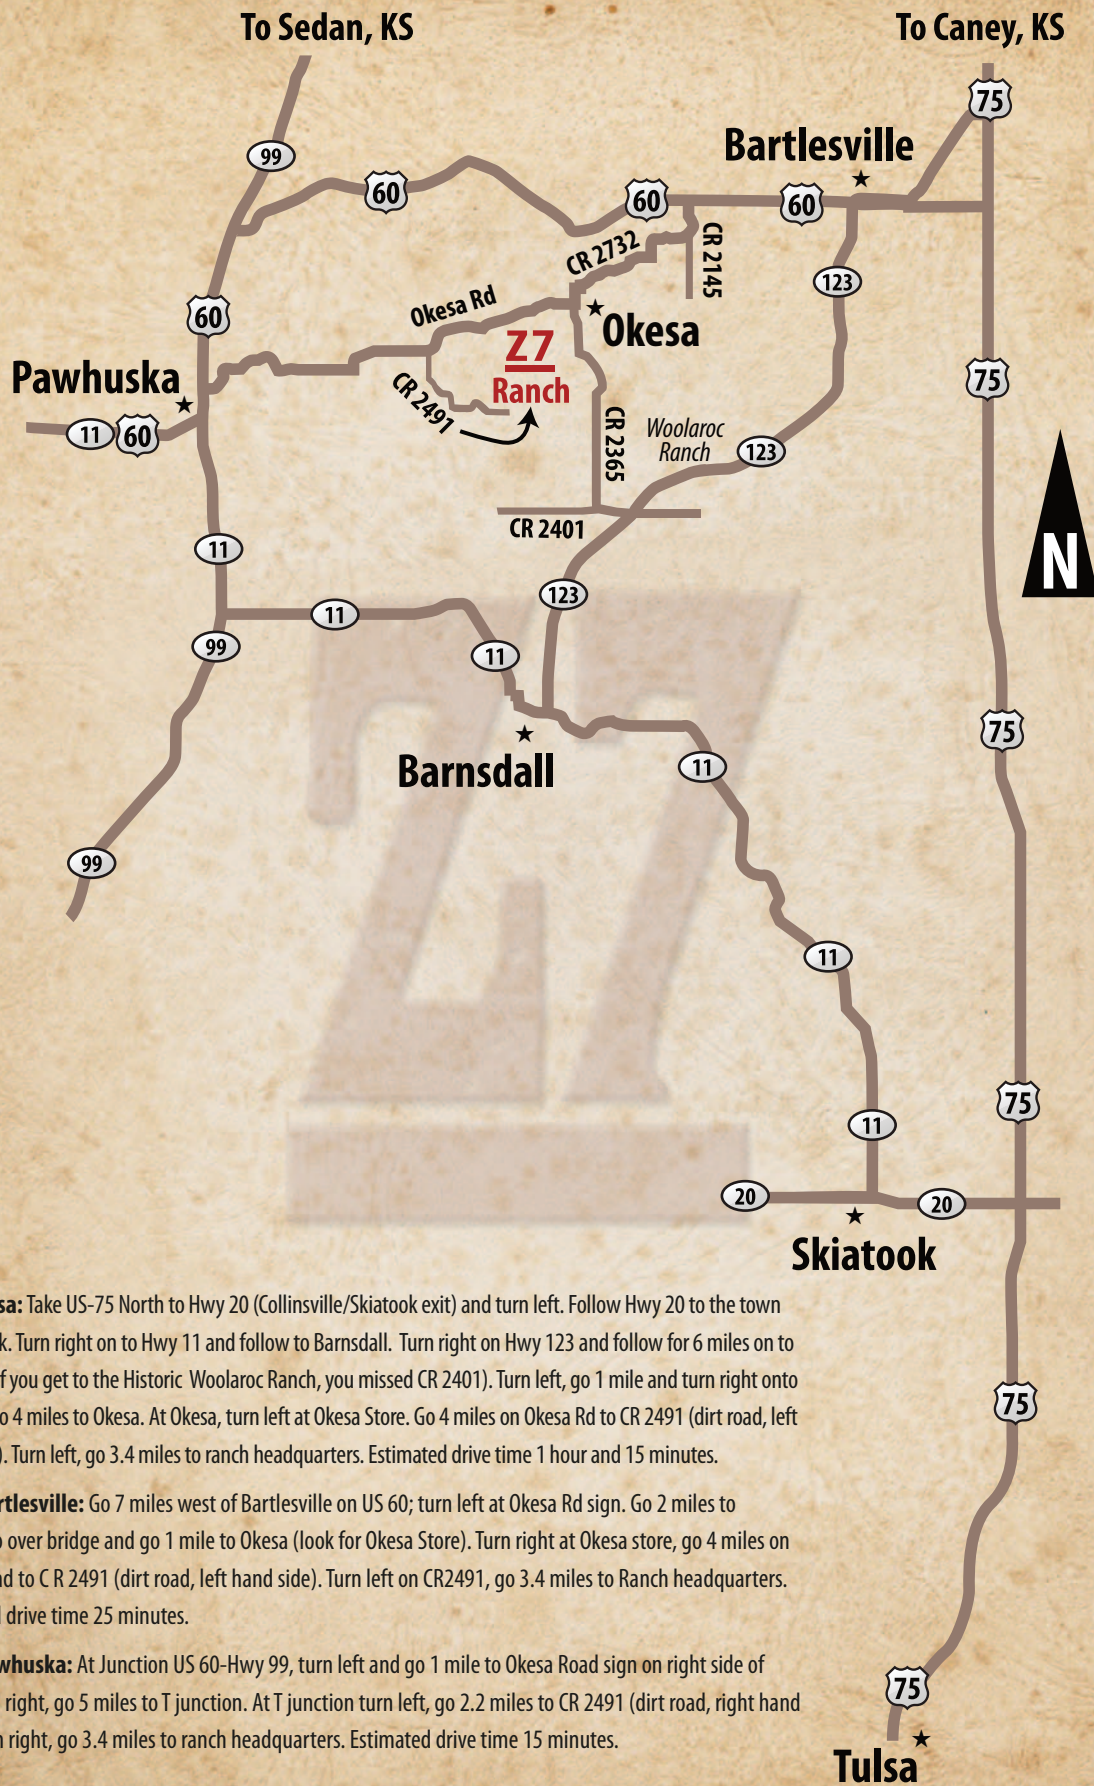 To Sedan, KS
To Caney, KS
75
Bartlesville
99
60
60
60
CR 2732
CR 2145
123
Okesa Rd
60
Okesa
Z7
Ranch
75
Pawhuska
CR 2491
11
60
CR 2365
Woolaroc
Ranch
123
CR 2401
N
11
123
11
99
11
75
Barnsdall
11
99
Z7
11
75
11
20
20
Skiatook
sa: Take US-75 North to Hwy 20 (Collinsville/Skiatook exit) and turn left. Follow Hwy 20 to the town
k. Turn right on to Hwy 11 and follow to Barnsdall. Turn right on Hwy 123 and follow for 6 miles on to
f you get to the Historic Woolaroc Ranch, you missed CR 2401). Turn left, go 1 mile and turn right onto
o 4 miles to Okesa. At Okesa, turn left at Okesa Store. Go 4 miles on Okesa Rd to CR 2491 (dirt road, left
). Turn left, go 3.4 miles to ranch headquarters. Estimated drive time 1 hour and 15 minutes.
75
rtlesville: Go 7 miles west of Bartlesville on US 60; turn left at Okesa Rd sign. Go 2 miles to
o over bridge and go 1 mile to Okesa (look for Okesa Store). Turn right at Okesa store, go 4 miles on
d to C R 2491 (dirt road, left hand side). Turn left on CR2491, go 3.4 miles to Ranch headquarters.
d drive time 25 minutes.
whuska: At Junction US 60-Hwy 99, turn left and go 1 mile to Okesa Road sign on right side of
right, go 5 miles to T junction. At T junction turn left, go 2.2 miles to CR 2491 (dirt road, right hand
n right, go 3.4 miles to ranch headquarters. Estimated drive time 15 minutes.
75
Tulsa